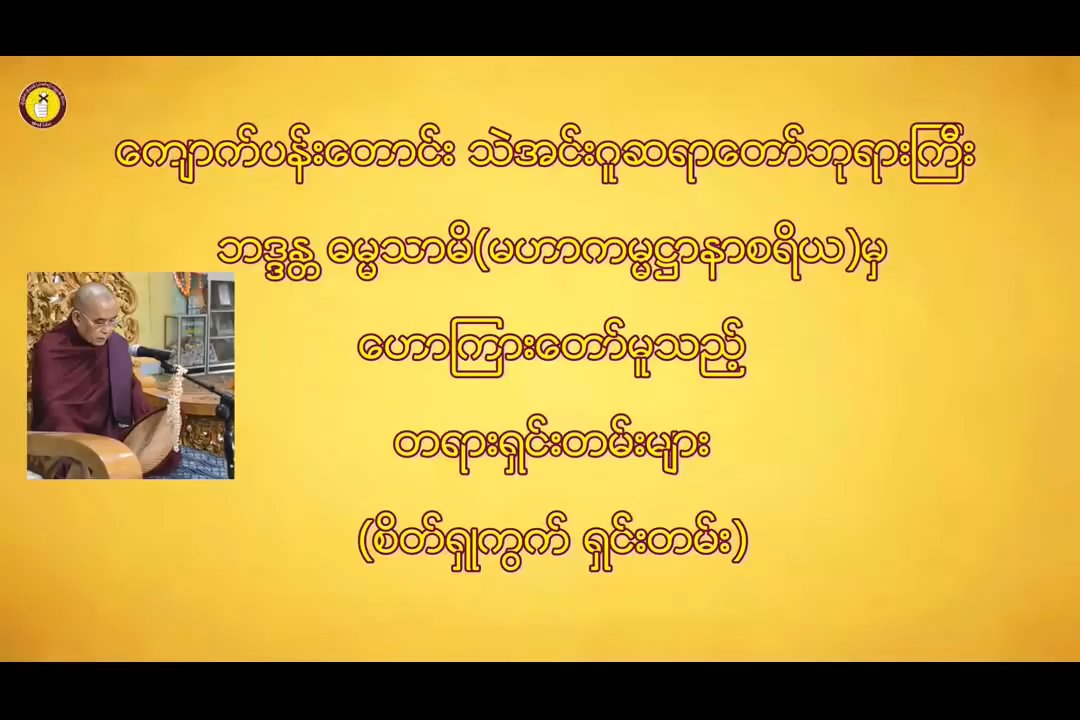 ကျောက်ပန်းတောင်း သဲအင်းဂူဆရာတော်ဘုရားကြီး
ဘဒ္ဒန္တ ဓမ္မသာမိ(မဟာကမ္မဋ္ဌာနာစရိယ)မှ
ဟောကြားတော်မူသည့်
တရားရှင်းတမ်းများ
(စိတ်ရှုကွက် ရှင်းတမ်း)